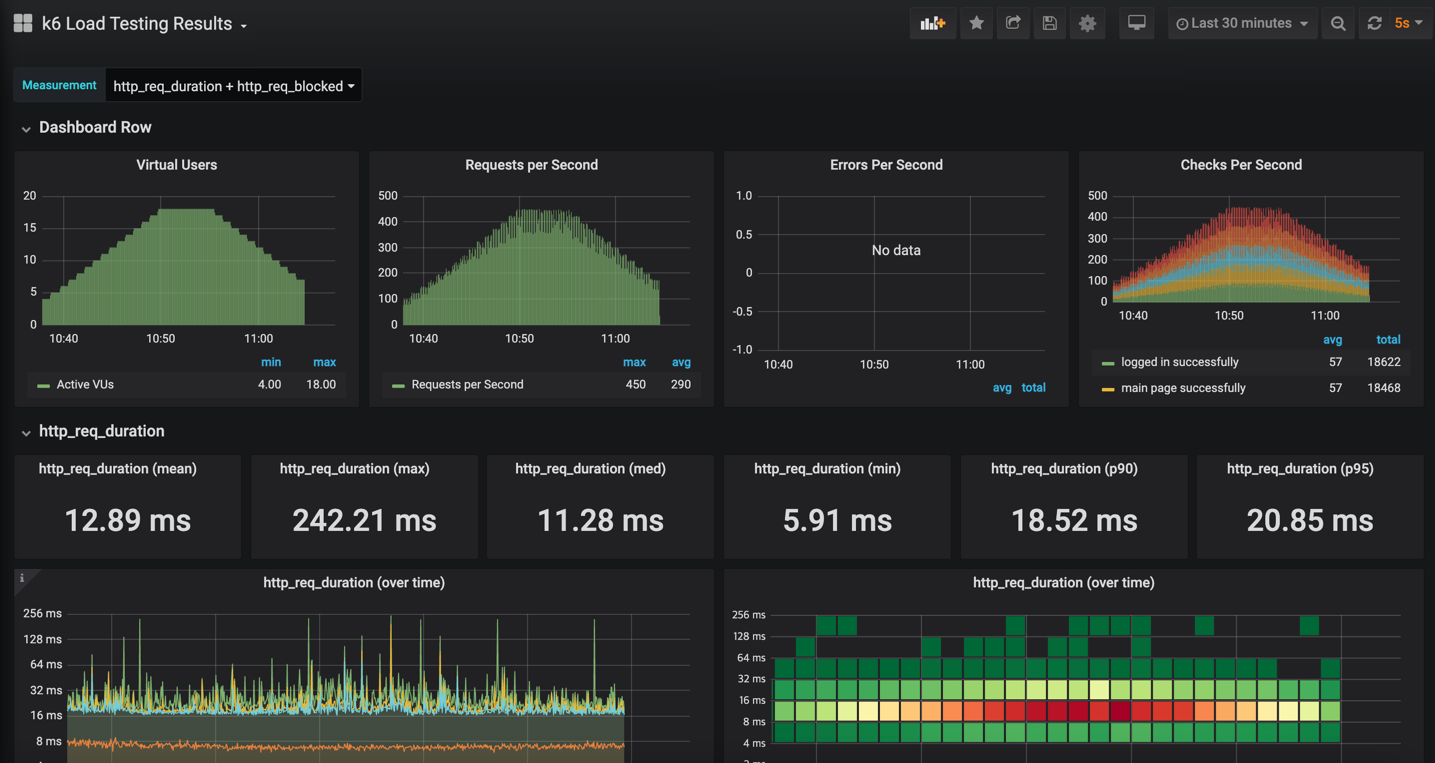 k6 Load Testing Results
Last 30 minutes
5s
Measurement http_req_duration + http_req_blocked
Dashboard Row
Virtual Users
20
15
10
5
0
10:40 10:50 11:00
min max
Active VUs 4.00 18.00
Requests per Second
500
400
300
200
100
0
10:40 10:50 11:00
max avg
Requests per Second 450 290
Errors Per Second
1.0
0.5
0
-0.5
-1.0
No data
10:40 10:50 11:00
avg total
Checks Per Second
500
400
300
200
100
0
10:40 10:50 11:00
avg total
logged in successfully 57 18622
main page successfully 57 18468
http_req_duration
http_req_duration (mean)
12.89 ms
http_req_duration (max)
242.21 ms
http_req_duration (med)
11.28 ms
http_req_duration (min)
5.91 ms
http_req_duration (p90)
18.52 ms
http_req_duration (p95)
20.85 ms
i
http_req_duration (over time)
256 ms
128 ms
64 ms
32 ms
16 ms
8 ms
http_req_duration (over time)
256 ms
128 ms
64 ms
32 ms
16 ms
8 ms
4 ms